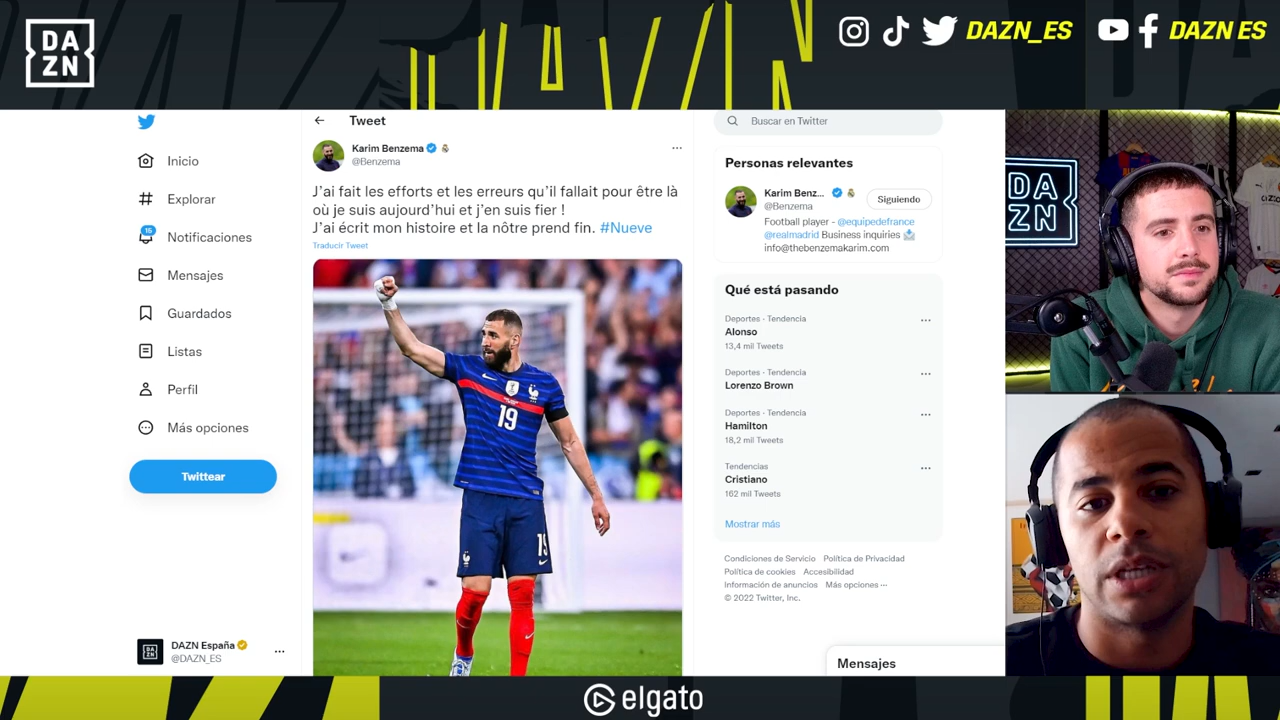 DAZN
DAZN_ES
DAZN ES
Tweet
Buscar en Twitter
Inicio
Explorar
15
Notificaciones
Mensajes
Guardados
Listas
Perfil
Más opciones
Twittear
DAZN España
@DAZN_ES
Karim Benzema
@Benzema
J’ai fait les efforts et les erreurs qu’il fallait pour être là
où je suis aujourd’hui et j’en suis fier !
J’ai écrit mon histoire et la nôtre prend fin. #Nueve
Traducir Tweet
19
19
Personas relevantes
Karim Benz...
@Benzema
Siguiendo
Football player - @equipedefrance
@realmadrid Business inquiries
info@thebenzemakarim.com
Qué está pasando
Deportes · Tendencia
Alonso
13,4 mil Tweets
Deportes · Tendencia
Lorenzo Brown
Deportes · Tendencia
Hamilton
18,2 mil Tweets
Tendencias
Cristiano
162 mil Tweets
Mostrar más
Condiciones de Servicio Política de Privacidad
Política de cookies Accesibilidad
Información de anuncios Más opciones ···
© 2022 Twitter, Inc.
Mensajes
DAZN
elgato